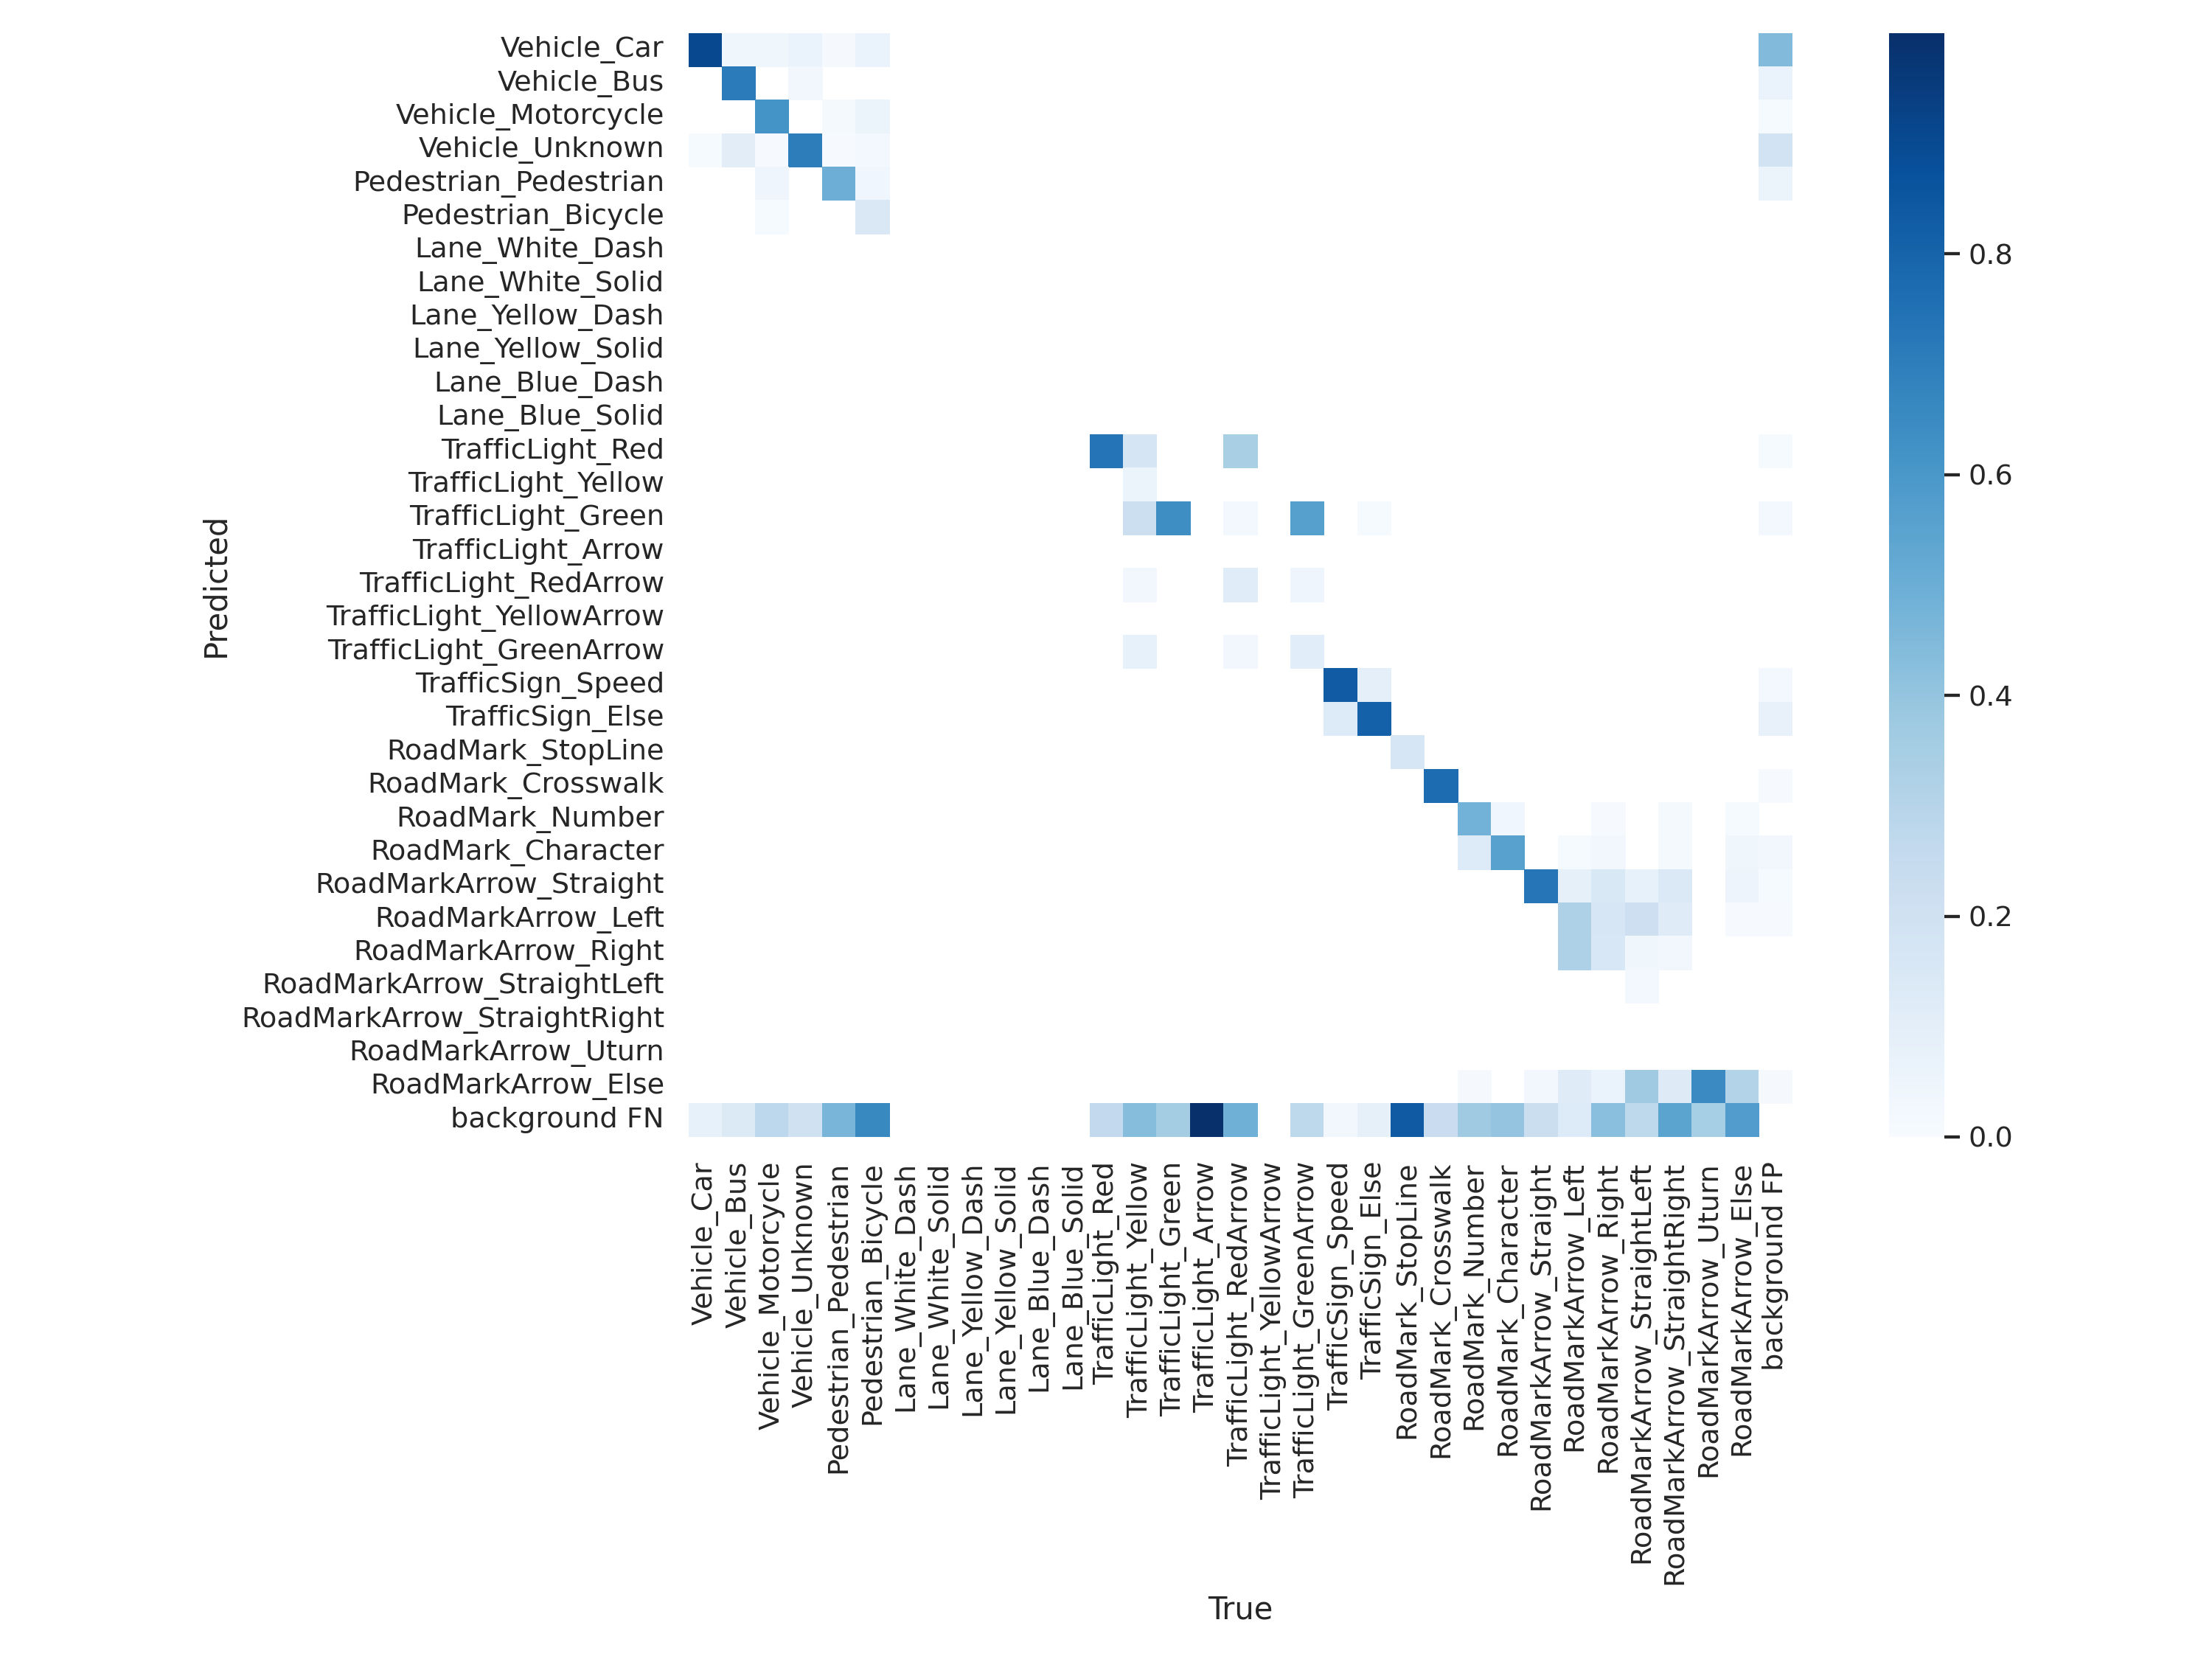 Predicted
Vehicle_Car
Vehicle_Bus
Vehicle_Motorcycle
Vehicle_Unknown
Pedestrian_Pedestrian
Pedestrian_Bicycle
Lane_White_Dash
Lane_White_Solid
Lane_Yellow_Dash
Lane_Yellow_Solid
Lane_Blue_Dash
Lane_Blue_Solid
TrafficLight_Red
TrafficLight_Yellow
TrafficLight_Green
TrafficLight_Arrow
TrafficLight_RedArrow
TrafficLight_YellowArrow
TrafficLight_GreenArrow
TrafficSign_Speed
TrafficSign_Else
RoadMark_StopLine
RoadMark_Crosswalk
RoadMark_Number
RoadMark_Character
RoadMarkArrow_Straight
RoadMarkArrow_Left
RoadMarkArrow_Right
RoadMarkArrow_StraightLeft
RoadMarkArrow_StraightRight
RoadMarkArrow_Uturn
RoadMarkArrow_Else
background FN
Vehicle_Car
Vehicle_Bus
Vehicle_Motorcycle
Vehicle_Unknown
Pedestrian_Pedestrian
Pedestrian_Bicycle
Lane_White_Dash
Lane_White_Solid
Lane_Yellow_Dash
Lane_Yellow_Solid
Lane_Blue_Dash
Lane_Blue_Solid
TrafficLight_Red
TrafficLight_Yellow
TrafficLight_Green
TrafficLight_Arrow
TrafficLight_RedArrow
TrafficLight_YellowArrow
TrafficLight_GreenArrow
TrafficSign_Speed
TrafficSign_Else
RoadMark_StopLine
RoadMark_Crosswalk
RoadMark_Number
RoadMark_Character
RoadMarkArrow_Straight
RoadMarkArrow_Left
RoadMarkArrow_Right
RoadMarkArrow_StraightLeft
RoadMarkArrow_StraightRight
RoadMarkArrow_Uturn
RoadMarkArrow_Else
background FP
True
0.8
0.6
0.4
0.2
0.0